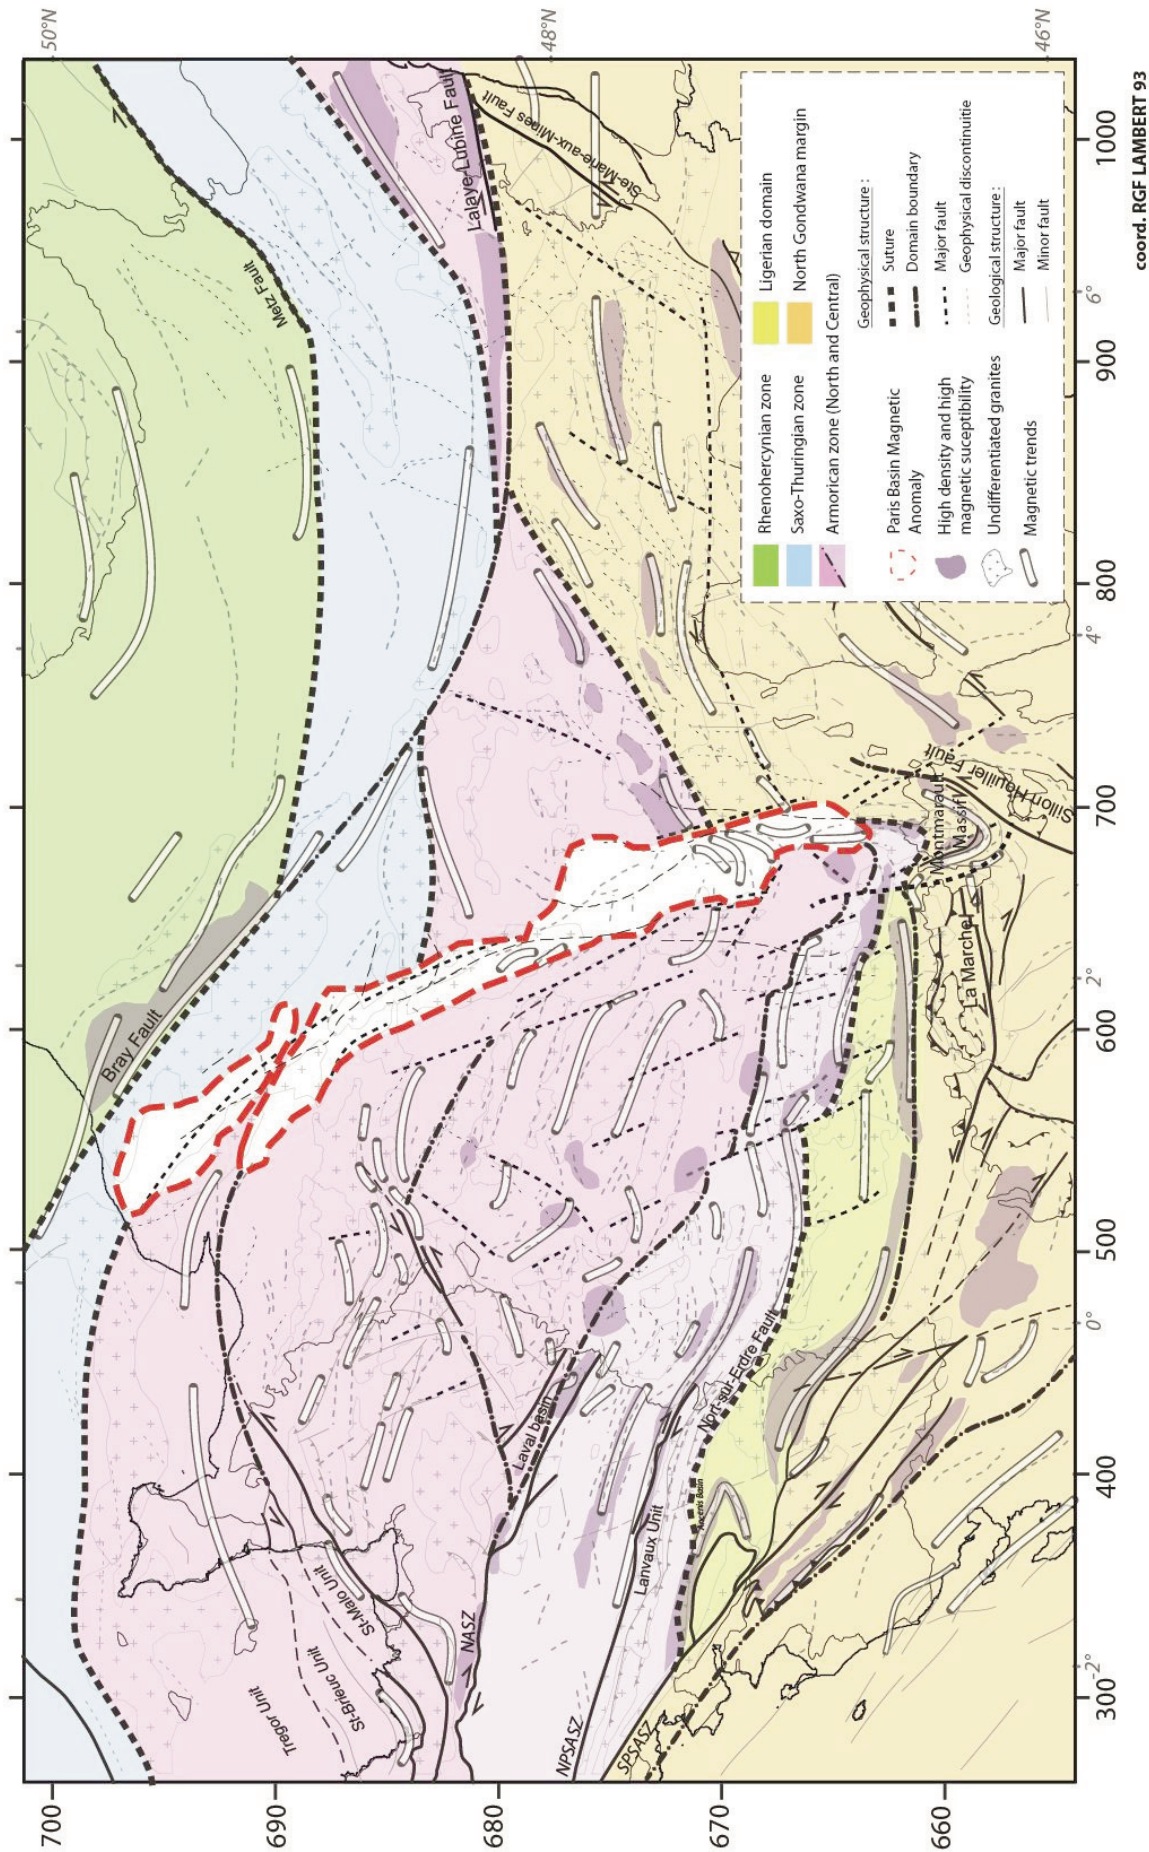 50°N
48°N
46°N
Metz Fault
Lalaye-Lubine Fault
Ste-Marie-aux-Mines Fault
Bray Fault
Sillon Houiller Fault
Montmarault
Massif
La Marche
Laval basin
Nort-sur-Erdre Fault
Ancenis Basin
Lanvaux Unit
St-Malo Unit
St-Brieuc Unit
Tregor Unit
NASZ
NPSASZ
SPSASZ
Rhenohercynian zone
Saxo-Thuringian zone
Armorican zone (North and Central)
Ligerian domain
North Gondwana margin
Paris Basin Magnetic
Anomaly
High density and high
magnetic suceptibility
Undifferentiated granites
Magnetic trends
Geophysical structure :
Suture
Domain boundary
Major fault
Geophysical discontinuitie
Geological structure :
Major fault
Minor fault
700
690
680
670
660
300
400
500
600
700
800
900
1000
-2°
0°
2°
4°
6°
coord. RGF LAMBERT 93